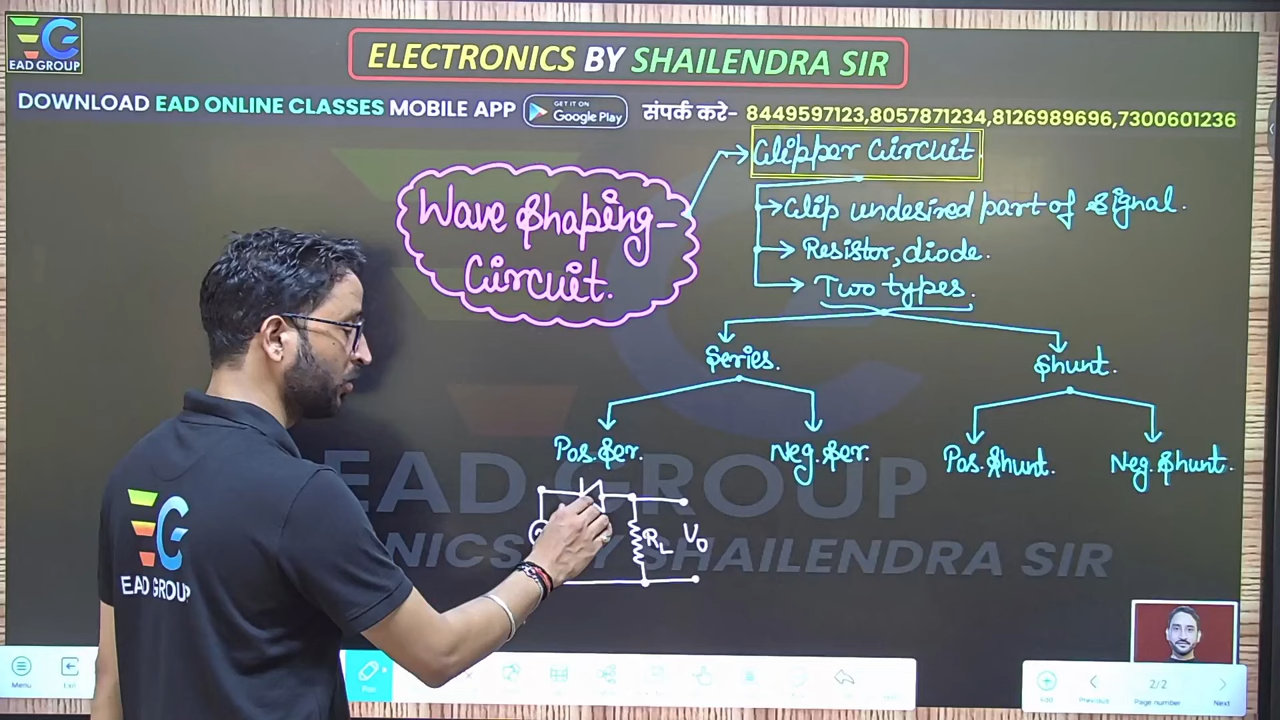 EAD GROUP
ELECTRONICS BY SHAILENDRA SIR
DOWNLOAD EAD ONLINE CLASSES MOBILE APP GET IT ON Google Play संपर्क करे- 8449597123,8057871234,8126989696,7300601236
Clipper Circuit
Wave Shaping-
Circuit.
Clip undesired part of signal.
Resistor, diode.
Two types.
Series.
Shunt.
Pos. Ser.
Neg. Ser.
Pos. Shunt.
Neg. Shunt.
RL
VO
EAD GROUP
BY SHAILENDRA SIR
EAD GROUP
Menu
Exit
Pen
Add
Previous
2/2
Page number
Next